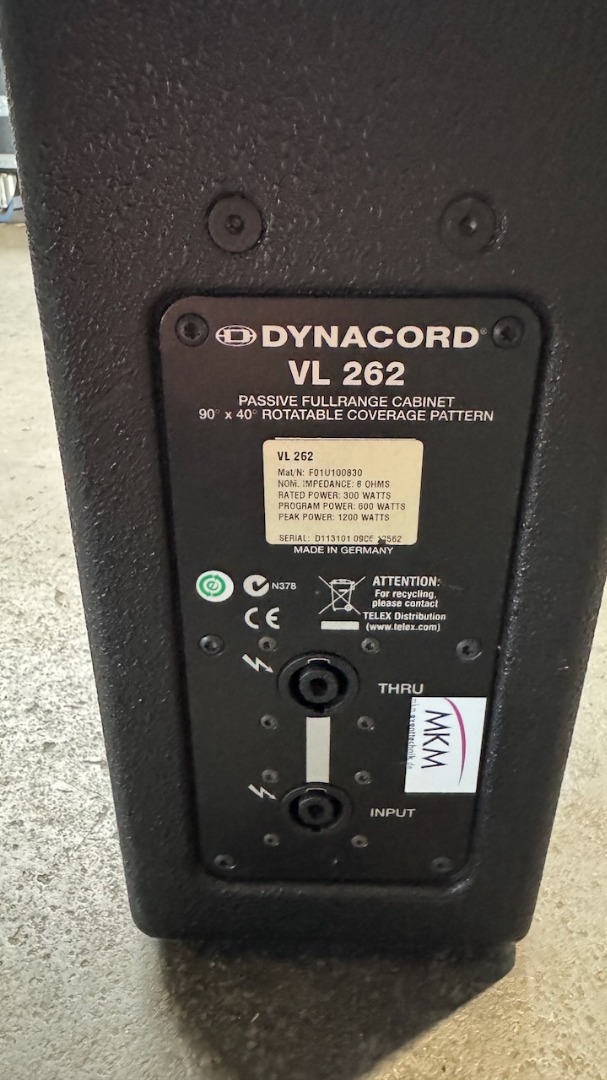 DYNACORD®
VL 262
PASSIVE FULLRANGE CABINET
90° x 40° ROTATABLE COVERAGE PATTERN
VL 262
Mat/N: F01U100830
NOM. IMPEDANCE: 8 OHMS
RATED POWER: 300 WATTS
PROGRAM POWER: 600 WATTS
PEAK POWER: 1200 WATTS
SERIAL: D113101
MADE IN GERMANY
N378
CE
ATTENTION:
For recycling,
please contact
TELEX Distribution
(www.telex.com)
THRU
MKM
INPUT